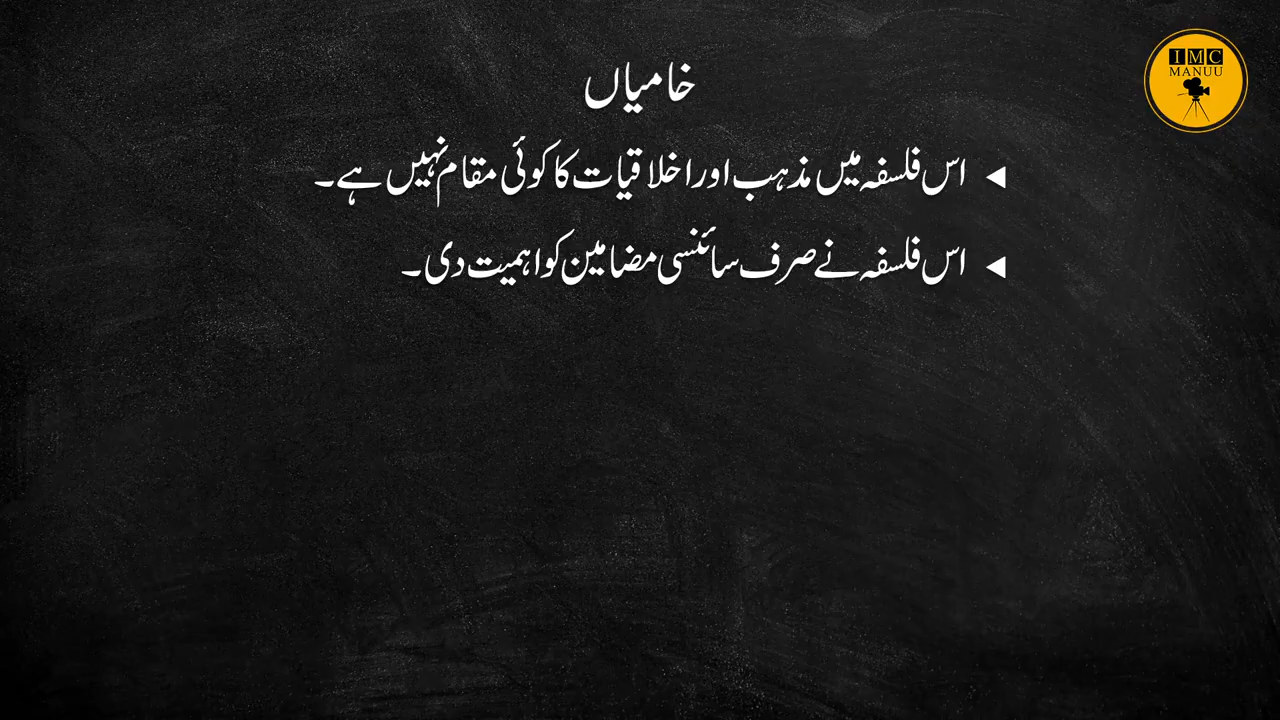 IMC
MANUU
خامیاں
اس فلسفہ میں مذہب اور اخلاقیات کا کوئی مقام نہیں ہے۔
اس فلسفہ نے صرف سائنسی مضامین کو اہمیت دی۔